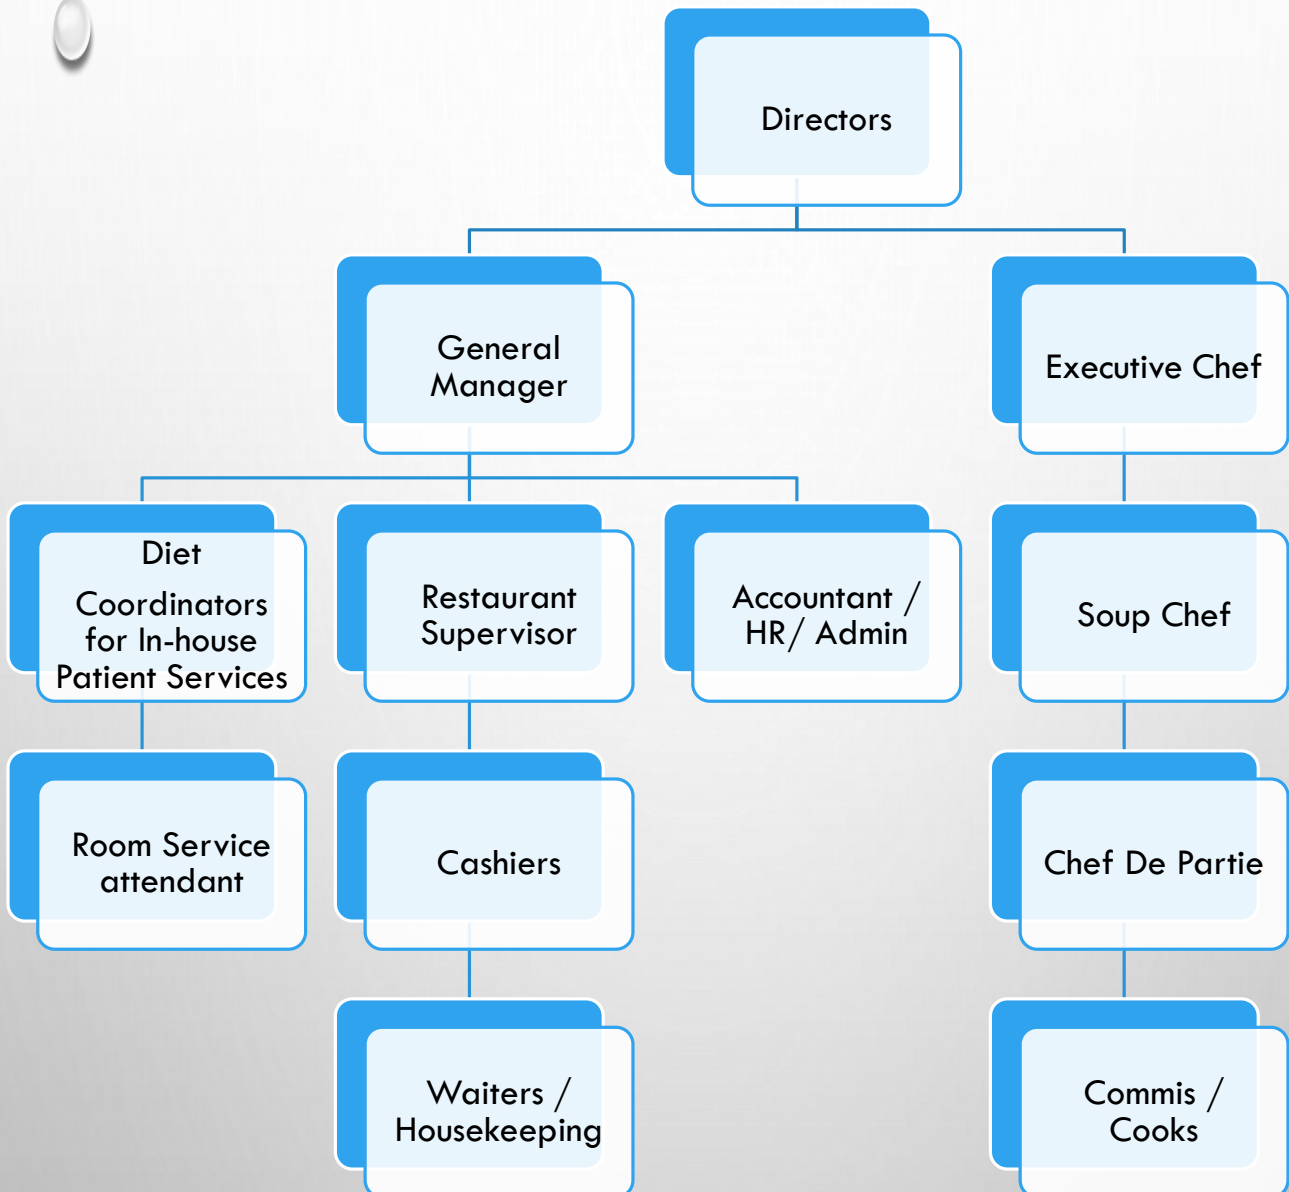 Directors
General
Manager
Executive Chef
Diet
Coordinators
for In-house
Patient Services
Restaurant
Supervisor
Accountant /
HR/ Admin
Soup Chef
Room Service
attendant
Cashiers
Chef De Partie
Waiters /
Housekeeping
Commis /
Cooks